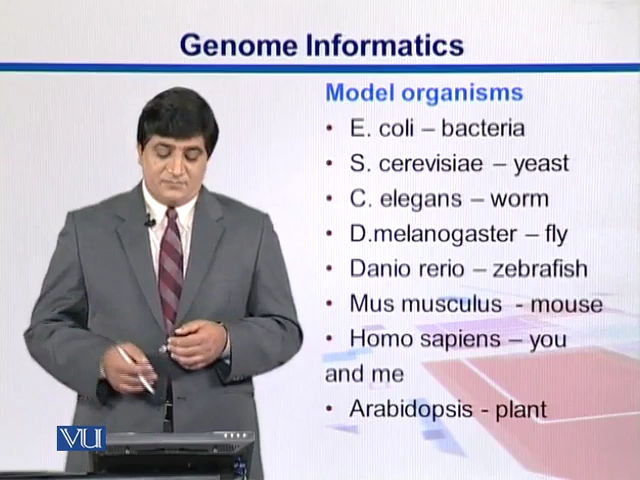 Genome Informatics
Model organisms
• E. coli – bacteria
• S. cerevisiae – yeast
• C. elegans – worm
• D.melanogaster – fly
• Danio rerio – zebrafish
• Mus musculus - mouse
• Homo sapiens – you
and me
• Arabidopsis - plant
VU